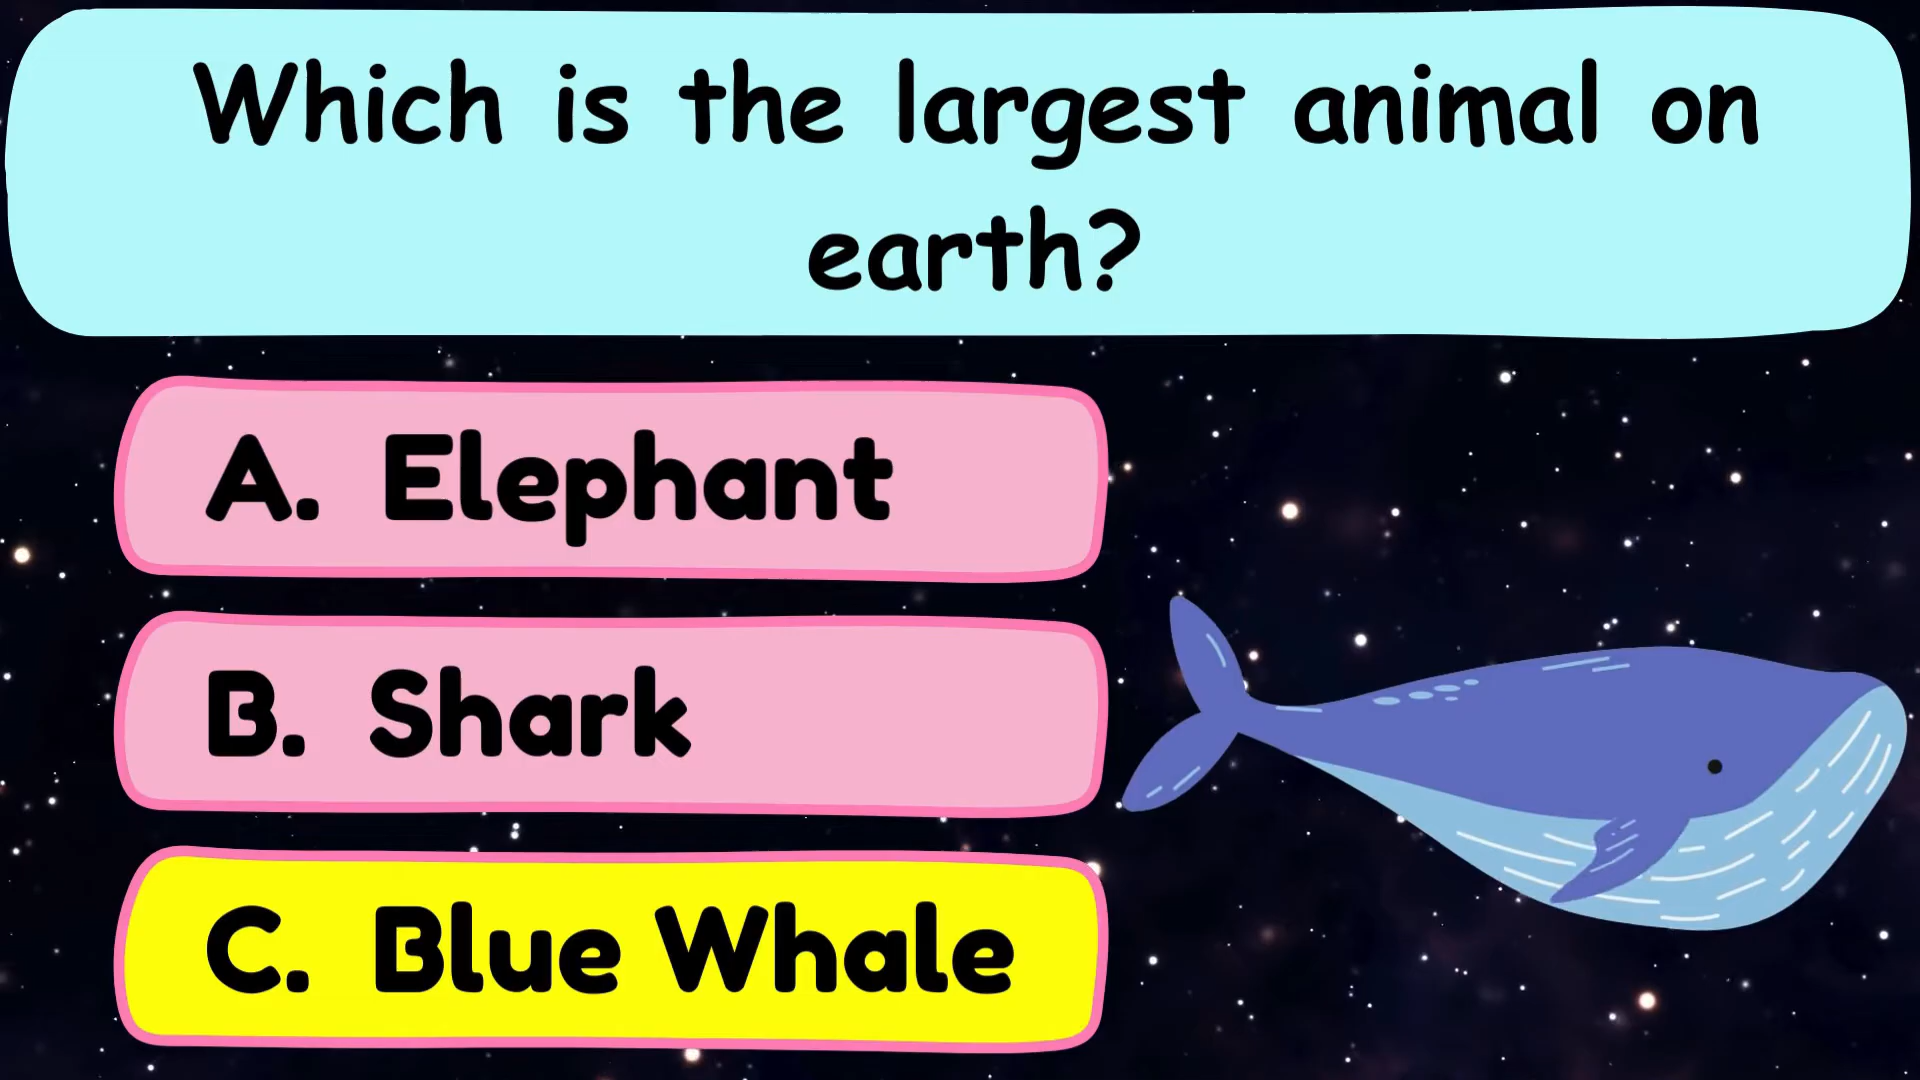 Which is the largest animal on
earth?
A. Elephant
B. Shark
C. Blue Whale